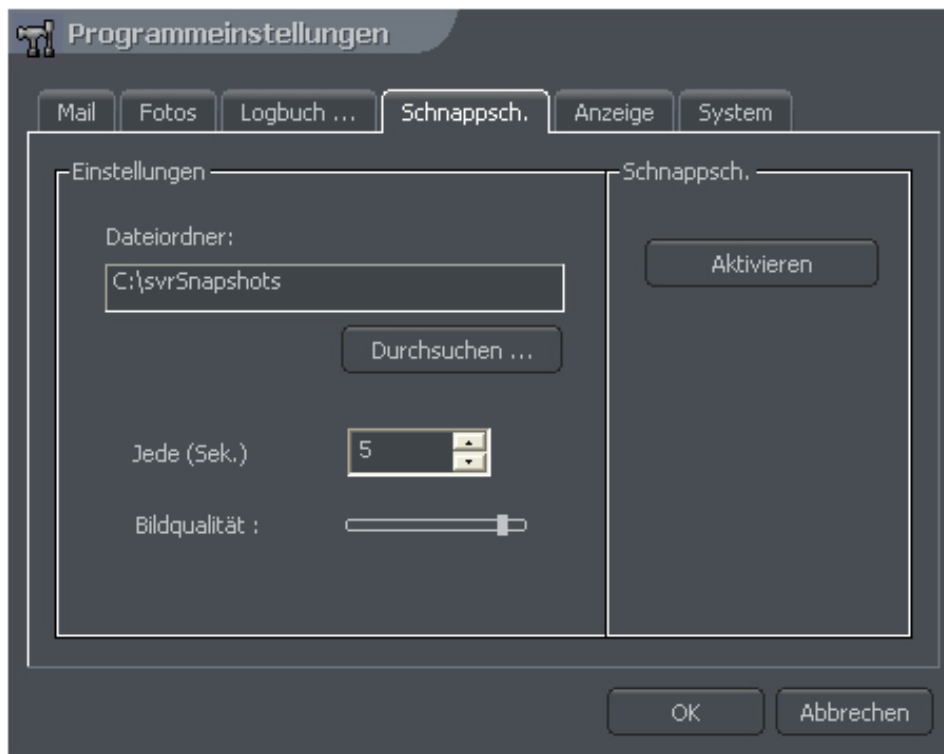 Programmeinstellungen
Mail Fotos Logbuch ... Schnappsch. Anzeige System
Einstellungen
Schnappsch.
Dateiordner:
Aktivieren
C:\svrSnapshots
Durchsuchen ...
Jede (Sek.) 5
Bildqualität :
OK Abbrechen